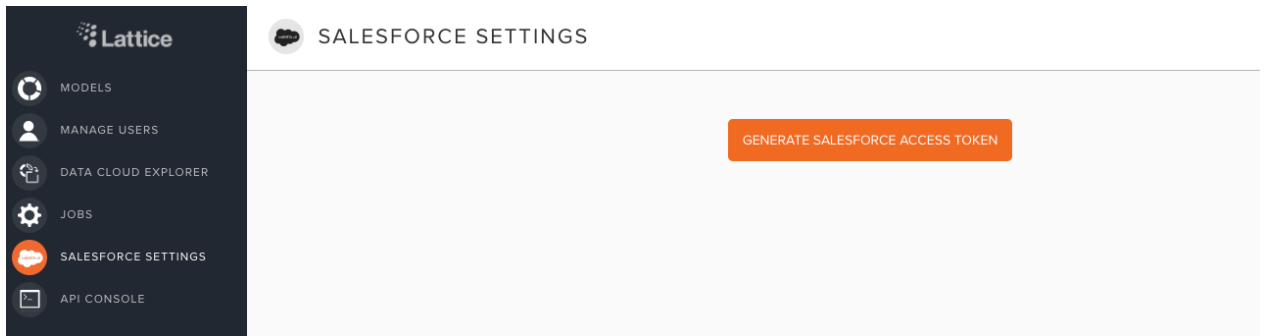 Lattice
MODELS
MANAGE USERS
DATA CLOUD EXPLORER
JOBS
SALESFORCE SETTINGS
API CONSOLE
SALESFORCE SETTINGS
GENERATE SALESFORCE ACCESS TOKEN